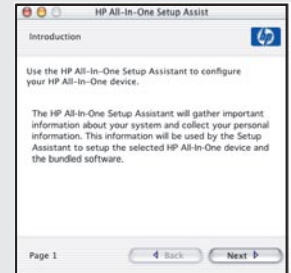 HP All-In-One Setup Assist
Introduction
hp
Use the HP All-In-One Setup Assistant to configure
your HP All-In-One device.
The HP All-In-One Setup Assistant will gather important
information about your system and collect your personal
information. This information will be used by the Setup
Assistant to setup the selected HP All-In-One device and
the bundled software.
Page 1
Back
Next